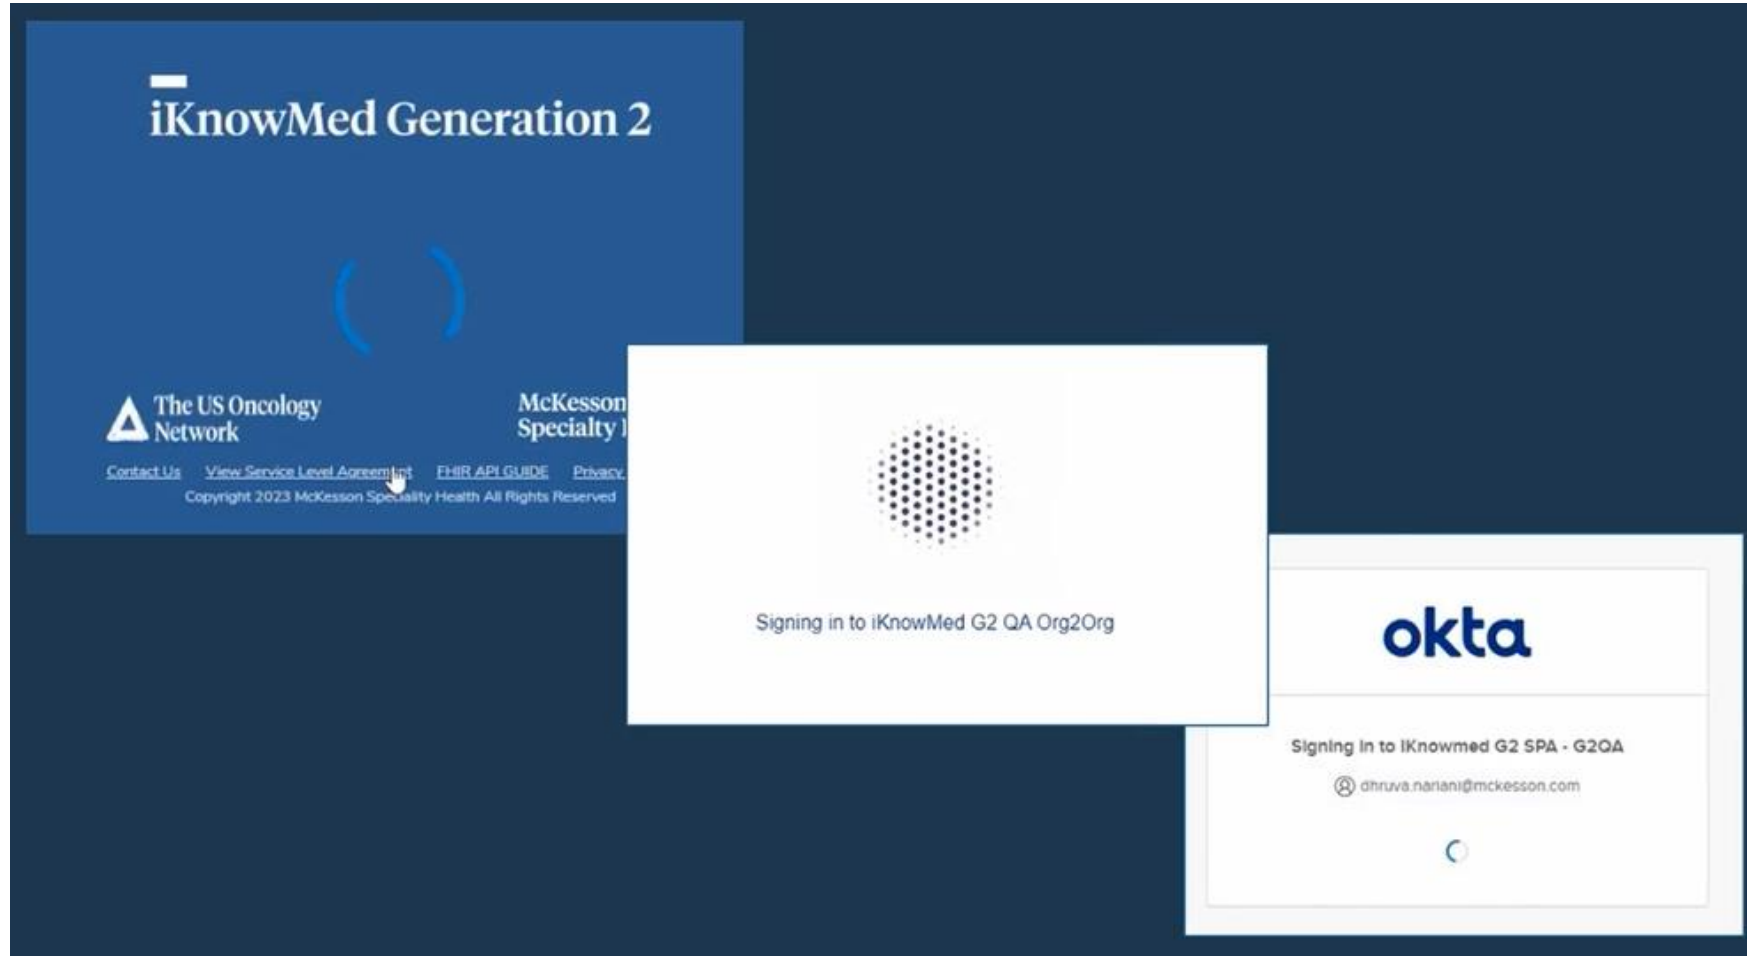 iKnowMed Generation 2
The US Oncology
Network
McKesson
Specialty
Contact Us View Service Level Agreement FHIR API GUIDE Privacy
Copyright 2023 McKesson Speciality Health All Rights Reserved
Signing in to iKnowMed G2 QA Org2Org
okta
Signing in to iKnowmed G2 SPA - G2QA
dhruva.nariani@mckesson.com